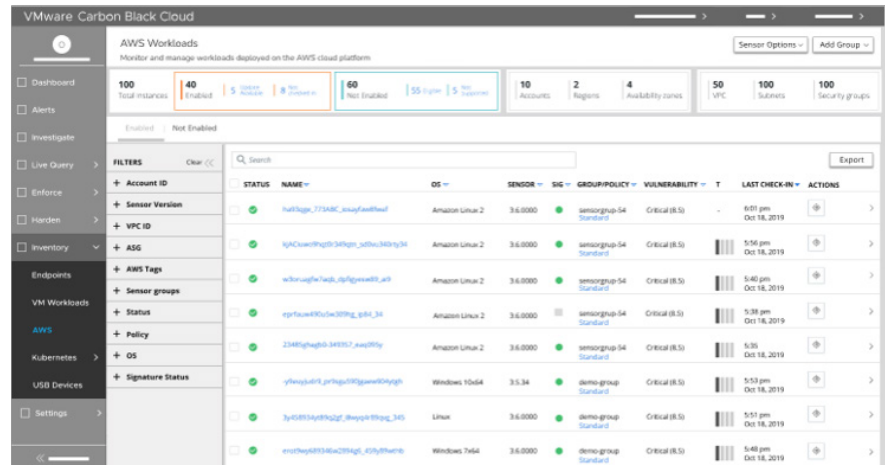 VMware Carbon Black Cloud
AWS Workloads
Monitor and manage workloads deployed on the AWS cloud platform
Sensor Options
Add Group
100 Total Instances
40 Enabled
5 Update Available
8
60 Not Enabled
55 Eligible
5 Not Supported
10 Accounts
2 Regions
4 Availability zones
50 VPC
100 Subnets
100 Security groups
Enabled
Not Enabled
Dashboard
Alerts
Investigate
Live Query
Enforce
Harden
Inventory
Endpoints
VM Workloads
AWS
Kubernetes
USB Devices
Settings
FILTERS Clear
+ Account ID
+ Sensor Version
+ VPC ID
+ ASG
+ AWS Tags
+ Sensor groups
+ Status
+ Policy
+ OS
+ Signature Status
Search
Export
STATUS NAME OS SENSOR SIG GROUP/POLICY VULNERABILITY T LAST CHECK-IN ACTIONS
Amazon Linux 2 3.6.0000 sensorgrup-54 Critical (8.5) - 6:01 pm
Standard Oct 18, 2019
Amazon Linux 2 3.6.0000 sensorgrup-54 Critical (8.5) 5:56 pm
Standard Oct 18, 2019
Amazon Linux 2 3.6.0000 sensorgrup-54 Critical (8.5) 5:40 pm
Standard Oct 18, 2019
Amazon Linux 2 3.6.0000 sensorgrup-54 Critical (8.5) 5:38 pm
Standard Oct 18, 2019
Amazon Linux 2 3.6.0000 sensorgrup-54 Critical (8.5) 5:35
Standard Oct 18, 2019
Windows 10x64 3.5.34 demo-group Critical (8.5) 5:53 pm
Standard Oct 18, 2019
Linux 3.6.0000 demo-group Critical (8.5) 5:51 pm
Standard Oct 18, 2019
Windows 7x64 3.6.0000 demo-group Critical (8.5) 5:48 pm
Standard Oct 18, 2019